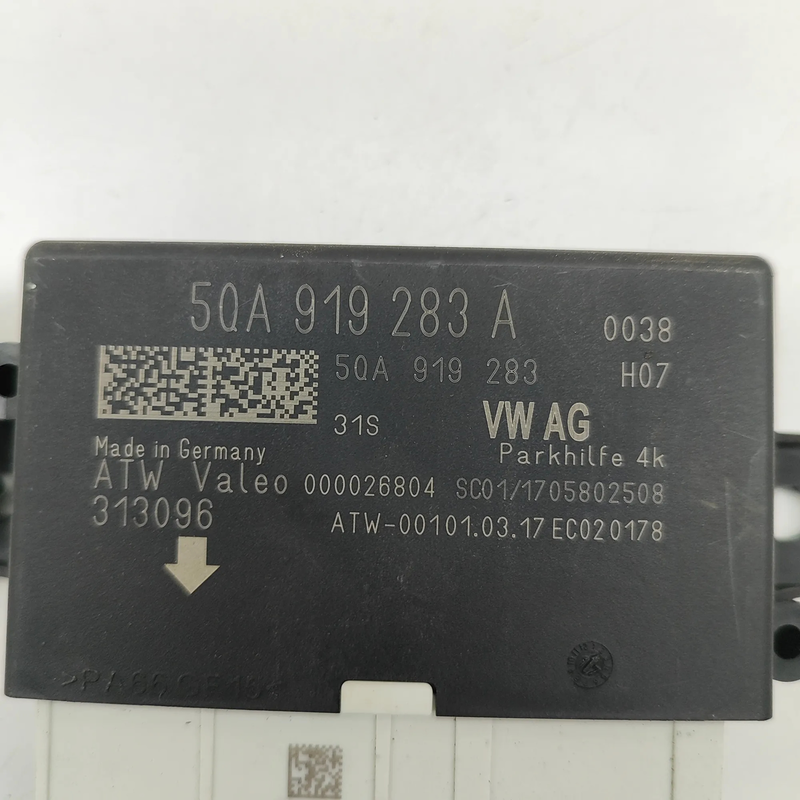 5QA 919 283 A 0038
5QA 919 283 H07
31S VW AG
Made in Germany Parkhilfe 4k
ATW Valeo 000026804 SC01/1705802508
313096 ATW-00101.03.17 EC020178
>PA66